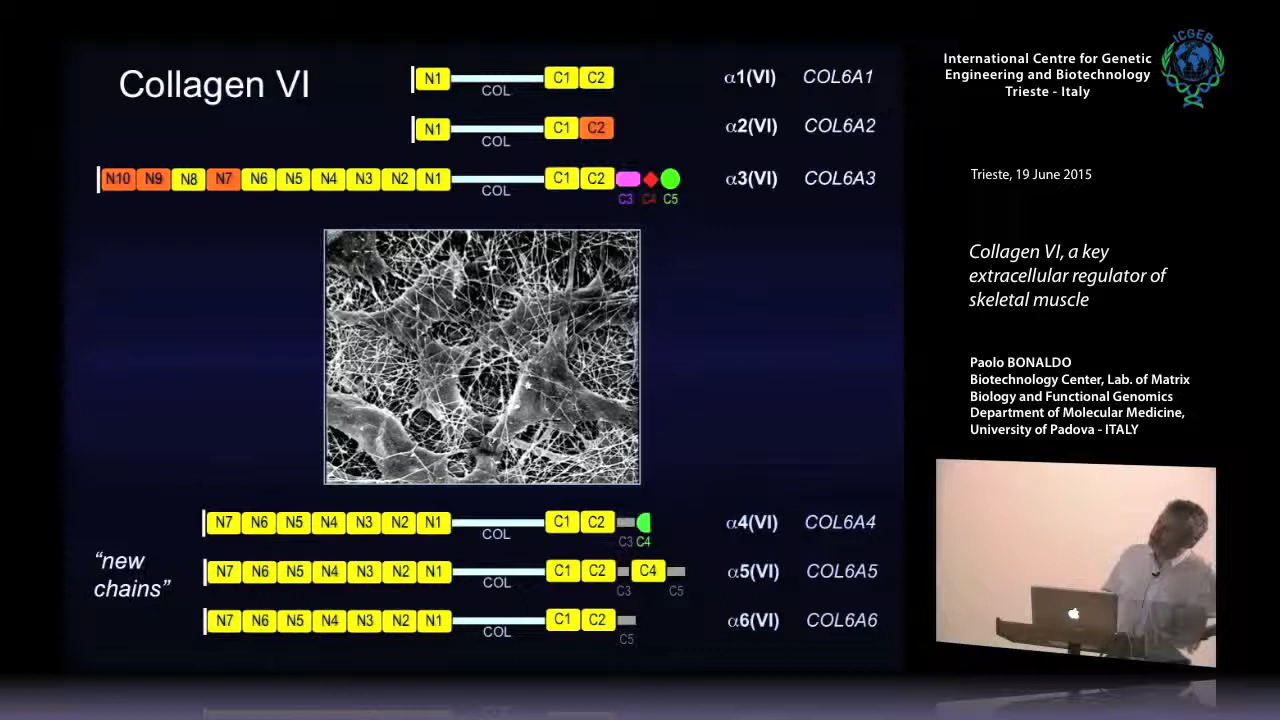 Collagen VI
N1 COL C1 C2 α1(VI) COL6A1
N1 COL C1 C2 α2(VI) COL6A2
N10 N9 N8 N7 N6 N5 N4 N3 N2 N1 COL C1 C2 C3 C4 C5 α3(VI) COL6A3
"new
chains"
N7 N6 N5 N4 N3 N2 N1 COL C1 C2 C3 C4 α4(VI) COL6A4
N7 N6 N5 N4 N3 N2 N1 COL C1 C2 C3 C4 C5 α5(VI) COL6A5
N7 N6 N5 N4 N3 N2 N1 COL C1 C2 C5 α6(VI) COL6A6
International Centre for Genetic
Engineering and Biotechnology
Trieste - Italy
ICGEB
Trieste, 19 June 2015
Collagen VI, a key
extracellular regulator of
skeletal muscle
Paolo BONALDO
Biotechnology Center, Lab. of Matrix
Biology and Functional Genomics
Department of Molecular Medicine,
University of Padova - ITALY